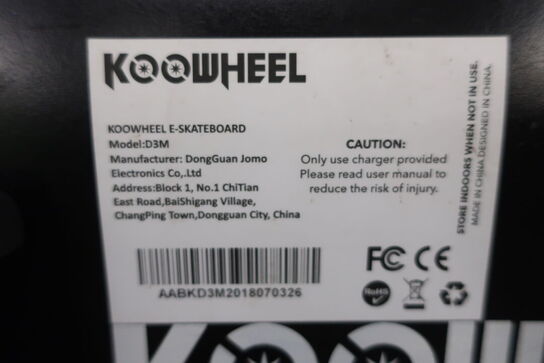 KOOWHEEL
KOOWHEEL E-SKATEBOARD
Model:D3M
Manufacturer: DongGuan Jomo
Electronics Co,.Ltd
Address:Block 1, No.1 ChiTian
East Road,BaiShigang Village,
ChangPing Town,Dongguan City, China
AABKD3M2018070326
CAUTION:
Only use charger provided
Please read user manual to
reduce the risk of injury.
FC CE
RoHS
STORE INDOORS WHEN NOT IN USE.
MADE IN CHINA.DESIGNED IN CHINA
KOOWHEEL